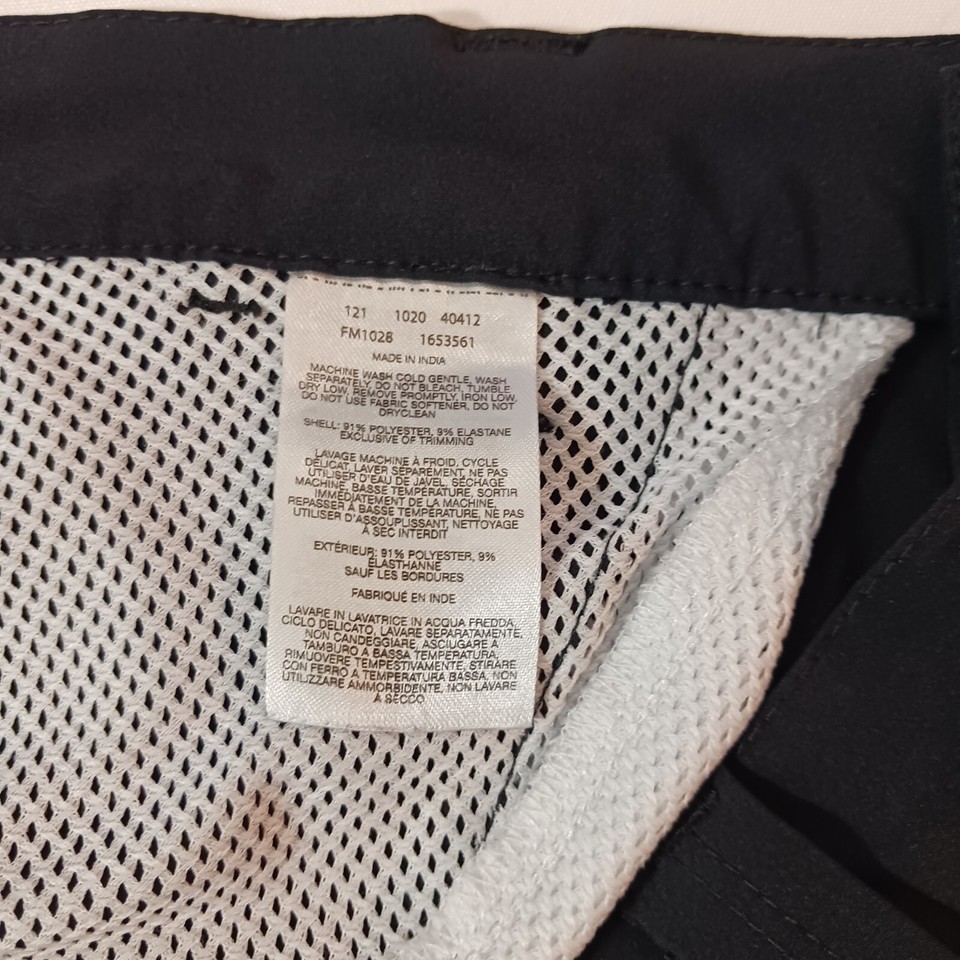 121 1020 40412
FM1028 1653561
MADE IN INDIA
MACHINE WASH COLD GENTLE, WASH
SEPARATELY, DO NOT BLEACH, TUMBLE
DRY LOW, REMOVE PROMPTLY, IRON LOW,
DO NOT USE FABRIC SOFTENER, DO NOT
DRYCLEAN
SHELL: 91% POLYESTER, 9% ELASTANE
EXCLUSIVE OF TRIMMING
LAVAGE MACHINE À FROID, CYCLE
DÉLICAT, LAVER SÉPARÉMENT, NE PAS
UTILISER D'EAU DE JAVEL, SÉCHAGE
MACHINE, BASSE TEMPÉRATURE, SORTIR
IMMÉDIATEMENT DE LA MACHINE,
REPASSER À BASSE TEMPÉRATURE, NE PAS
UTILISER D'ASSOUPLISSANT, NETTOYAGE
À SEC INTERDIT
EXTÉRIEUR: 91% POLYESTER, 9%
ÉLASTHANNE
SAUF LES BORDURES
FABRIQUÉ EN INDE
LAVARE IN LAVATRICE IN ACQUA FREDDA,
CICLO DELICATO, LAVARE SEPARATAMENTE,
NON CANDEGGIARE, ASCIUGARE A
TAMBURO A BASSA TEMPERATURA,
RIMUOVERE TEMPESTIVAMENTE, STIRARE
CON FERRO A TEMPERATURA BASSA, NON
UTILIZZARE AMMORBIDENTE, NON LAVARE
A SECCO